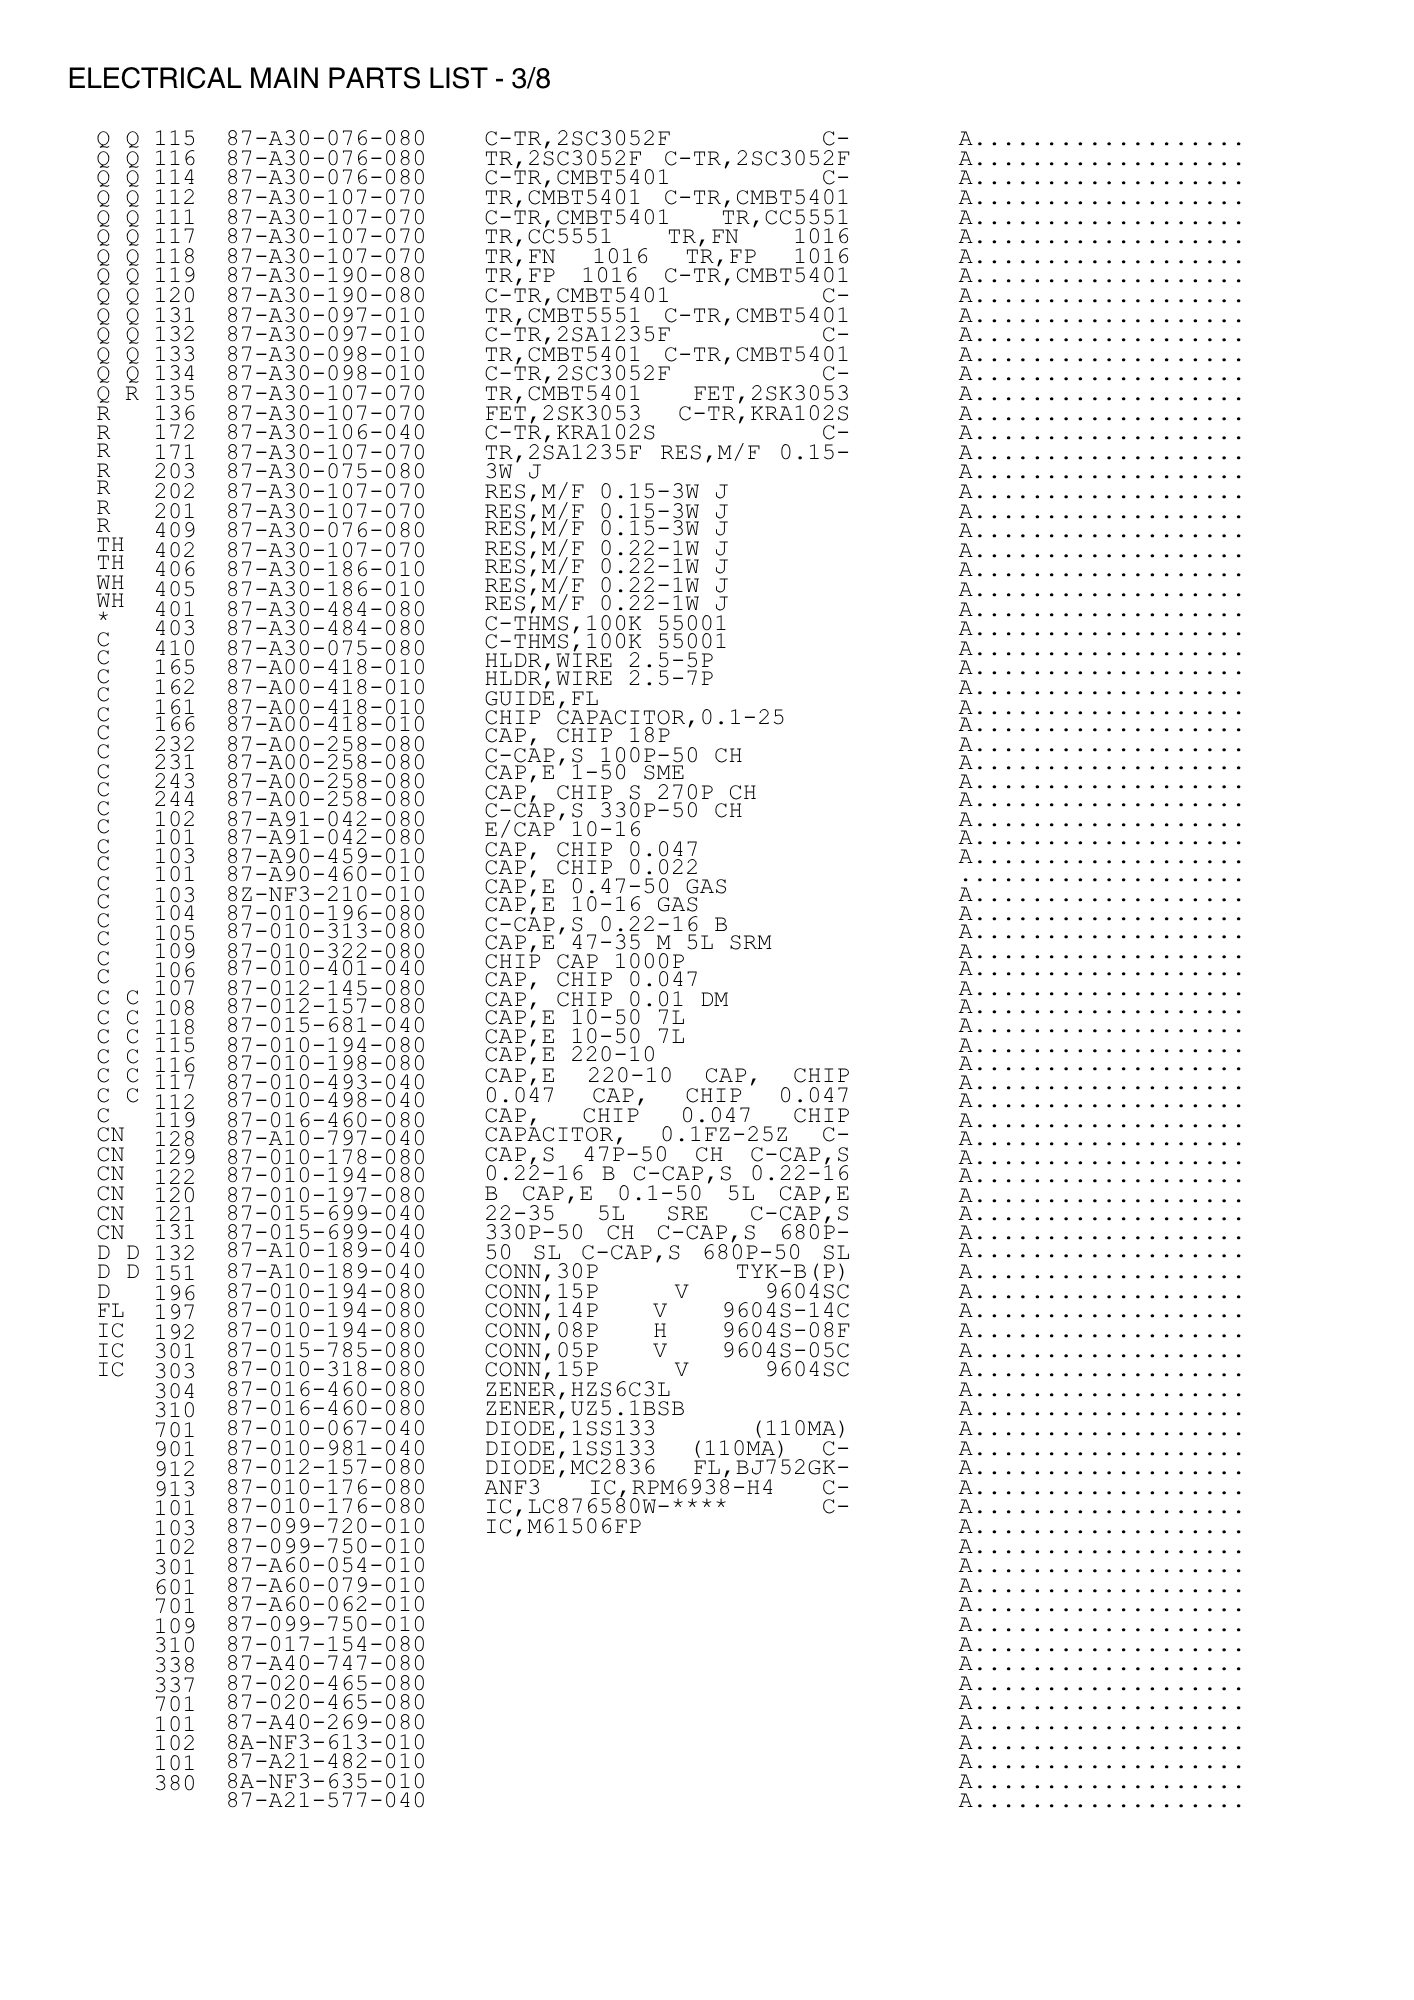 ELECTRICAL MAIN PARTS LIST - 3/8
Q Q 115 87-A30-076-080 C-TR,2SC3052F C- A...................
Q Q 116 87-A30-076-080 TR,2SC3052F C-TR,2SC3052F A...................
Q Q 114 87-A30-076-080 C-TR,CMBT5401 C- A...................
Q Q 112 87-A30-107-070 TR,CMBT5401 C-TR,CMBT5401 A...................
Q Q 111 87-A30-107-070 C-TR,CMBT5401 TR,CC5551 A...................
Q Q 117 87-A30-107-070 TR,CC5551 TR,FN 1016 A...................
Q Q 118 87-A30-107-070 TR,FN 1016 TR,FP 1016 A...................
Q Q 119 87-A30-190-080 TR,FP 1016 C-TR,CMBT5401 A...................
Q Q 120 87-A30-190-080 C-TR,CMBT5401 C- A...................
Q Q 131 87-A30-097-010 TR,CMBT5551 C-TR,CMBT5401 A...................
Q Q 132 87-A30-097-010 C-TR,2SA1235F C- A...................
Q Q 133 87-A30-098-010 TR,CMBT5401 C-TR,CMBT5401 A...................
Q Q 134 87-A30-098-010 C-TR,2SC3052F C- A...................
Q R 135 87-A30-107-070 TR,CMBT5401 FET,2SK3053 A...................
R 136 87-A30-107-070 FET,2SK3053 C-TR,KRA102S A...................
R 172 87-A30-106-040 C-TR,KRA102S C- A...................
R 171 87-A30-107-070 TR,2SA1235F RES,M/F 0.15- A...................
R 203 87-A30-075-080 3W J A...................
R 202 87-A30-107-070 RES,M/F 0.15-3W J A...................
R 201 87-A30-107-070 RES,M/F 0.15-3W J A...................
R 409 87-A30-076-080 RES,M/F 0.15-3W J A...................
TH 402 87-A30-107-070 RES,M/F 0.22-1W J A...................
TH 406 87-A30-186-010 RES,M/F 0.22-1W J A...................
WH 405 87-A30-186-010 RES,M/F 0.22-1W J A...................
WH 401 87-A30-484-080 RES,M/F 0.22-1W J A...................
* 403 87-A30-484-080 C-THMS,100K 55001 A...................
C 410 87-A30-075-080 C-THMS,100K 55001 A...................
C 165 87-A00-418-010 HLDR,WIRE 2.5-5P A...................
C 162 87-A00-418-010 HLDR,WIRE 2.5-7P A...................
C 161 87-A00-418-010 GUIDE,FL A...................
C 166 87-A00-418-010 CHIP CAPACITOR,0.1-25 A...................
C 232 87-A00-258-080 CAP, CHIP 18P A...................
C 231 87-A00-258-080 C-CAP,S 100P-50 CH A...................
C 243 87-A00-258-080 CAP,E 1-50 SME A...................
C 244 87-A00-258-080 CAP, CHIP S 270P CH A...................
C 102 87-A91-042-080 C-CAP,S 330P-50 CH A...................
C 101 87-A91-042-080 E/CAP 10-16 A...................
C 103 87-A90-459-010 CAP, CHIP 0.047 A...................
C 101 87-A90-460-010 CAP, CHIP 0.022 ....................
C 103 8Z-NF3-210-010 CAP,E 0.47-50 GAS A...................
C 104 87-010-196-080 CAP,E 10-16 GAS A...................
C 105 87-010-313-080 C-CAP,S 0.22-16 B A...................
C 109 87-010-322-080 CAP,E 47-35 M 5L SRM A...................
C 106 87-010-401-040 CHIP CAP 1000P A...................
C 107 87-012-145-080 CAP, CHIP 0.047 A...................
C C 108 87-012-157-080 CAP, CHIP 0.01 DM A...................
C C 118 87-015-681-040 CAP,E 10-50 7L A...................
C C 115 87-010-194-080 CAP,E 10-50 7L A...................
C C 116 87-010-198-080 CAP,E 220-10 A...................
C C 117 87-010-493-040 CAP,E 220-10 CAP, CHIP A...................
C C 112 87-010-498-040 0.047 CAP, CHIP 0.047 A...................
C 119 87-016-460-080 CAP, CHIP 0.047 CHIP A...................
CN 128 87-A10-797-040 CAPACITOR, 0.1FZ-25Z C- A...................
CN 129 87-010-178-080 CAP,S 47P-50 CH C-CAP,S A...................
CN 122 87-010-194-080 0.22-16 B C-CAP,S 0.22-16 A...................
CN 120 87-010-197-080 B CAP,E 0.1-50 5L CAP,E A...................
CN 121 87-015-699-040 22-35 5L SRE C-CAP,S A...................
CN 131 87-015-699-040 330P-50 CH C-CAP,S 680P- A...................
D D 132 87-A10-189-040 50 SL C-CAP,S 680P-50 SL A...................
D D 151 87-A10-189-040 CONN,30P TYK-B(P) A...................
D 196 87-010-194-080 CONN,15P V 9604SC A...................
FL 197 87-010-194-080 CONN,14P V 9604S-14C A...................
IC 192 87-010-194-080 CONN,08P H 9604S-08F A...................
IC 301 87-015-785-080 CONN,05P V 9604S-05C A...................
IC 303 87-010-318-080 CONN,15P V 9604SC A...................
304 87-016-460-080 ZENER,HZS6C3L A...................
310 87-016-460-080 ZENER,UZ5.1BSB A...................
701 87-010-067-040 DIODE,1SS133 (110MA) A...................
901 87-010-981-040 DIODE,1SS133 (110MA) C- A...................
912 87-012-157-080 DIODE,MC2836 FL,BJ752GK- A...................
913 87-010-176-080 ANF3 IC,RPM6938-H4 C- A...................
101 87-010-176-080 IC,LC876580W-**** C- A...................
103 87-099-720-010 IC,M61506FP A...................
102 87-099-750-010 A...................
301 87-A60-054-010 A...................
601 87-A60-079-010 A...................
701 87-A60-062-010 A...................
109 87-099-750-010 A...................
310 87-017-154-080 A...................
338 87-A40-747-080 A...................
337 87-020-465-080 A...................
701 87-020-465-080 A...................
101 87-A40-269-080 A...................
102 8A-NF3-613-010 A...................
101 87-A21-482-010 A...................
380 8A-NF3-635-010 A...................
87-A21-577-040 A...................